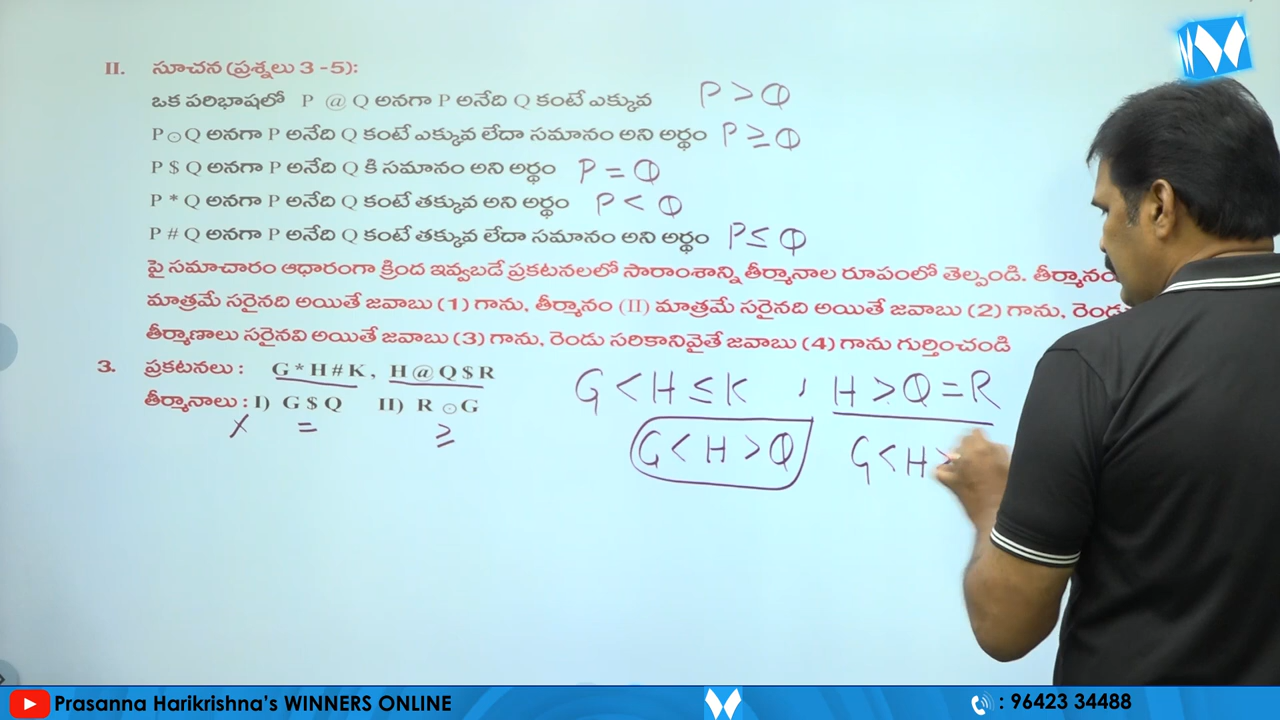 II. సూచన (ప్రశ్నలు 3 - 5):
ఒక పరిభాషలో P @ Q అనగా P అనేది Q కంటే ఎక్కువ P > Q
P ⊙ Q అనగా P అనేది Q కంటే ఎక్కువ లేదా సమానం అని అర్థం P ≥ Q
P $ Q అనగా P అనేది Q కి సమానం అని అర్థం P = Q
P * Q అనగా P అనేది Q కంటే తక్కువ అని అర్థం P < Q
P # Q అనగా P అనేది Q కంటే తక్కువ లేదా సమానం అని అర్థం P ≤ Q
పై సమాచారం ఆధారంగా క్రింద ఇవ్వబడే ప్రకటనలలో సారాంశాన్ని తీర్మానాల రూపంలో తెల్పండి. తీర్మానం
మాత్రమే సరైనది అయితే జవాబు (1) గాను, తీర్మానం (II) మాత్రమే సరైనది అయితే జవాబు (2) గాను,
తీర్మాణాలు సరైనవి అయితే జవాబు (3) గాను, రెండు సరికానివైతే జవాబు (4) గాను గుర్తించండి
3. ప్రకటనలు : G * H # K , H @ Q $ R G < H ≤ K , H > Q = R
తీర్మానాలు : I) G $ Q II) R ⊙ G G < H > Q G < H >
X = ≥
Prasanna Harikrishna's WINNERS ONLINE : 96423 34488